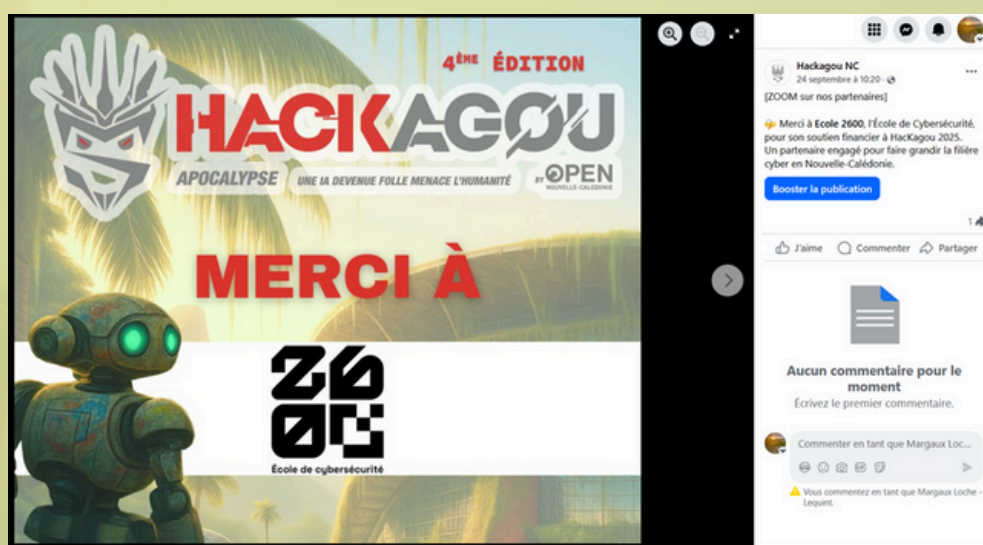 4ÈME ÉDITION
HACKAGOU
APOCALYPSE UNE IA DEVENUE FOLLE MENACE L'HUMANITÉ BY OPEN
NOUVELLE-CALEDONIE
MERCI À
2600
École de cybersécurité
Hackagou NC
24 septembre à 10:20
[ZOOM sur nos partenaires]
Merci à Ecole 2600, l'École de Cybersécurité,
pour son soutien financier à HacKagou 2025.
Un partenaire engagé pour faire grandir la filière
cyber en Nouvelle-Calédonie.
Booster la publication
1
J'aime Commenter Partager
Aucun commentaire pour le
moment
Écrivez le premier commentaire.
Commenter en tant que Margaux Loc...
Vous commentez en tant que Margaux Loche -
Lequint.